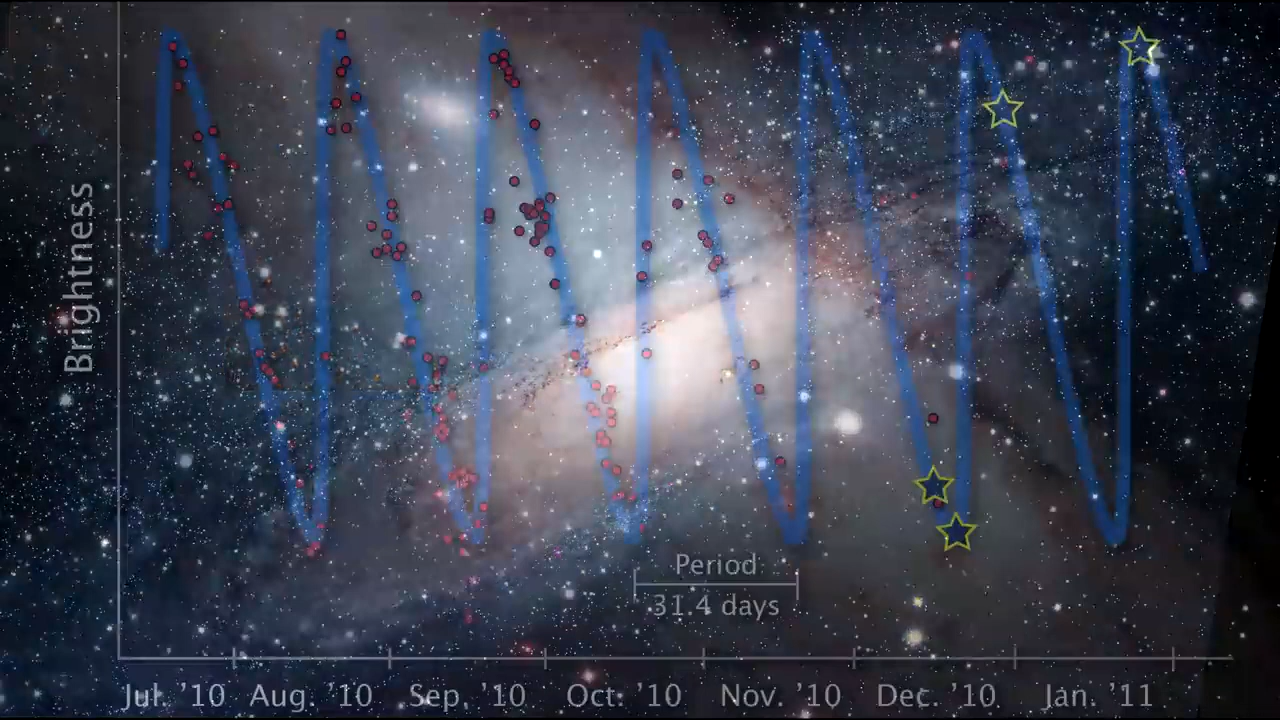 Brightness
Period
31.4 days
Jul. '10 Aug. '10 Sep. '10 Oct. '10 Nov. '10 Dec. '10 Jan. '11